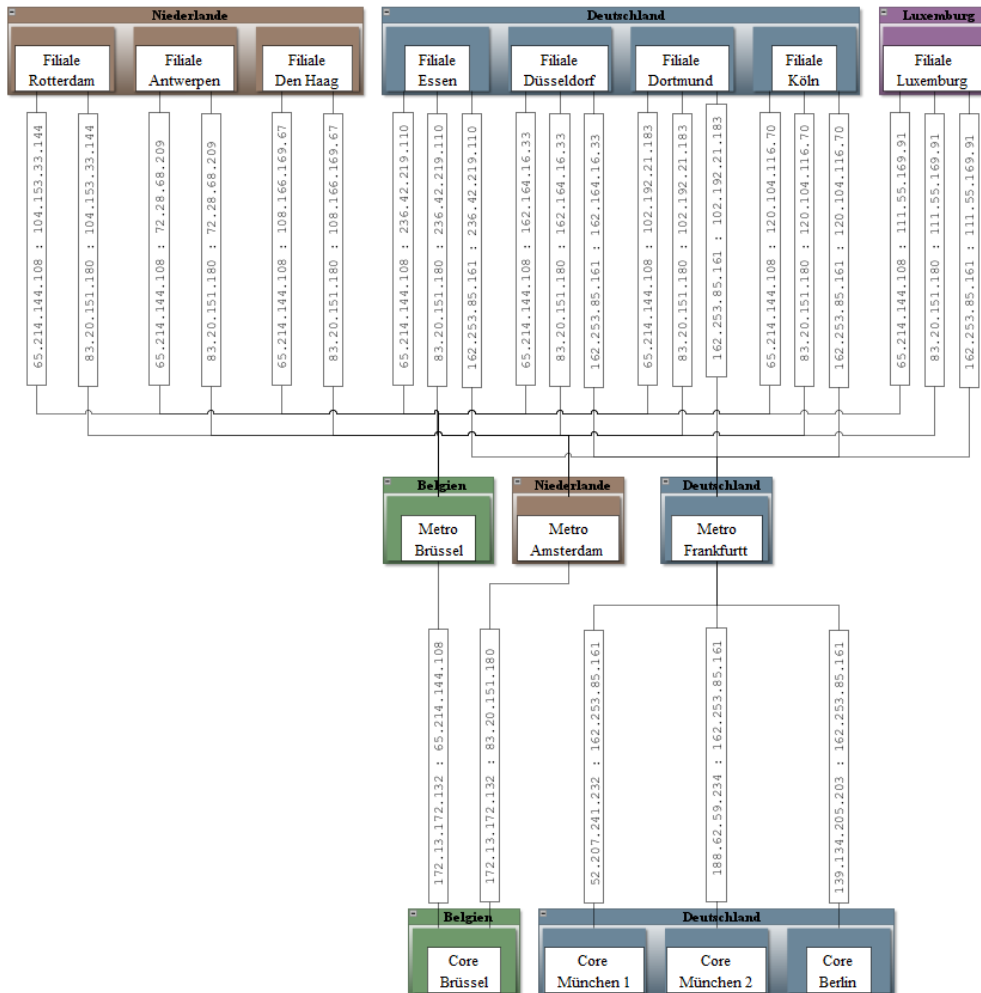 Niederlande
Deutschland
Luxemburg
Filiale
Rotterdam
Filiale
Antwerpen
Filiale
Den Haag
Filiale
Essen
Filiale
Düsseldorf
Filiale
Dortmund
Filiale
Köln
Filiale
Luxemburg
65.214.144.108 : 104.153.33.144
83.20.151.180 : 104.153.33.144
65.214.144.108 : 72.28.68.209
83.20.151.180 : 72.28.68.209
65.214.144.108 : 108.166.169.67
83.20.151.180 : 108.166.169.67
65.214.144.108 : 236.42.219.110
83.20.151.180 : 236.42.219.110
162.253.85.161 : 236.42.219.110
65.214.144.108 : 162.164.16.33
83.20.151.180 : 162.164.16.33
162.253.85.161 : 162.164.16.33
65.214.144.108 : 102.192.21.183
83.20.151.180 : 102.192.21.183
162.253.85.161 : 102.192.21.183
65.214.144.108 : 120.104.116.70
83.20.151.180 : 120.104.116.70
162.253.85.161 : 120.104.116.70
65.214.144.108 : 111.55.169.91
83.20.151.180 : 111.55.169.91
162.253.85.161 : 111.55.169.91
Belgien
Niederlande
Deutschland
Metro
Brüssel
Metro
Amsterdam
Metro
Frankfurtt
172.13.172.132 : 65.214.144.108
172.13.172.132 : 83.20.151.180
52.207.241.232 : 162.253.85.161
188.62.59.234 : 162.253.85.161
139.134.205.203 : 162.253.85.161
Belgien
Deutschland
Core
Brüssel
Core
München 1
Core
München 2
Core
Berlin